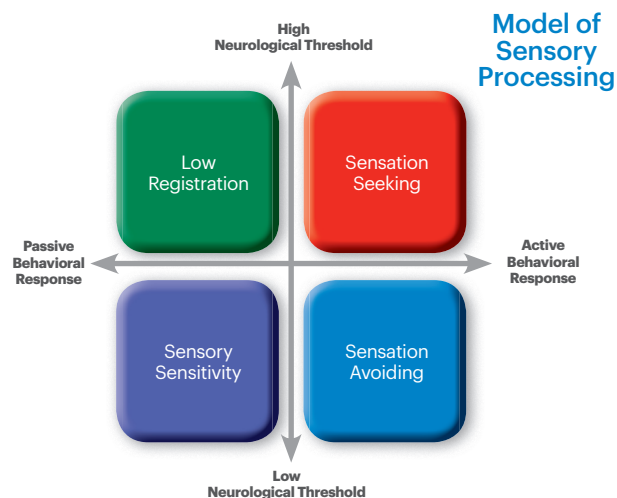 Model of
Sensory
Processing
High
Neurological Threshold
Low
Registration
Sensation
Seeking
Passive
Behavioral
Response
Active
Behavioral
Response
Sensory
Sensitivity
Sensation
Avoiding
Low
Neurological Threshold